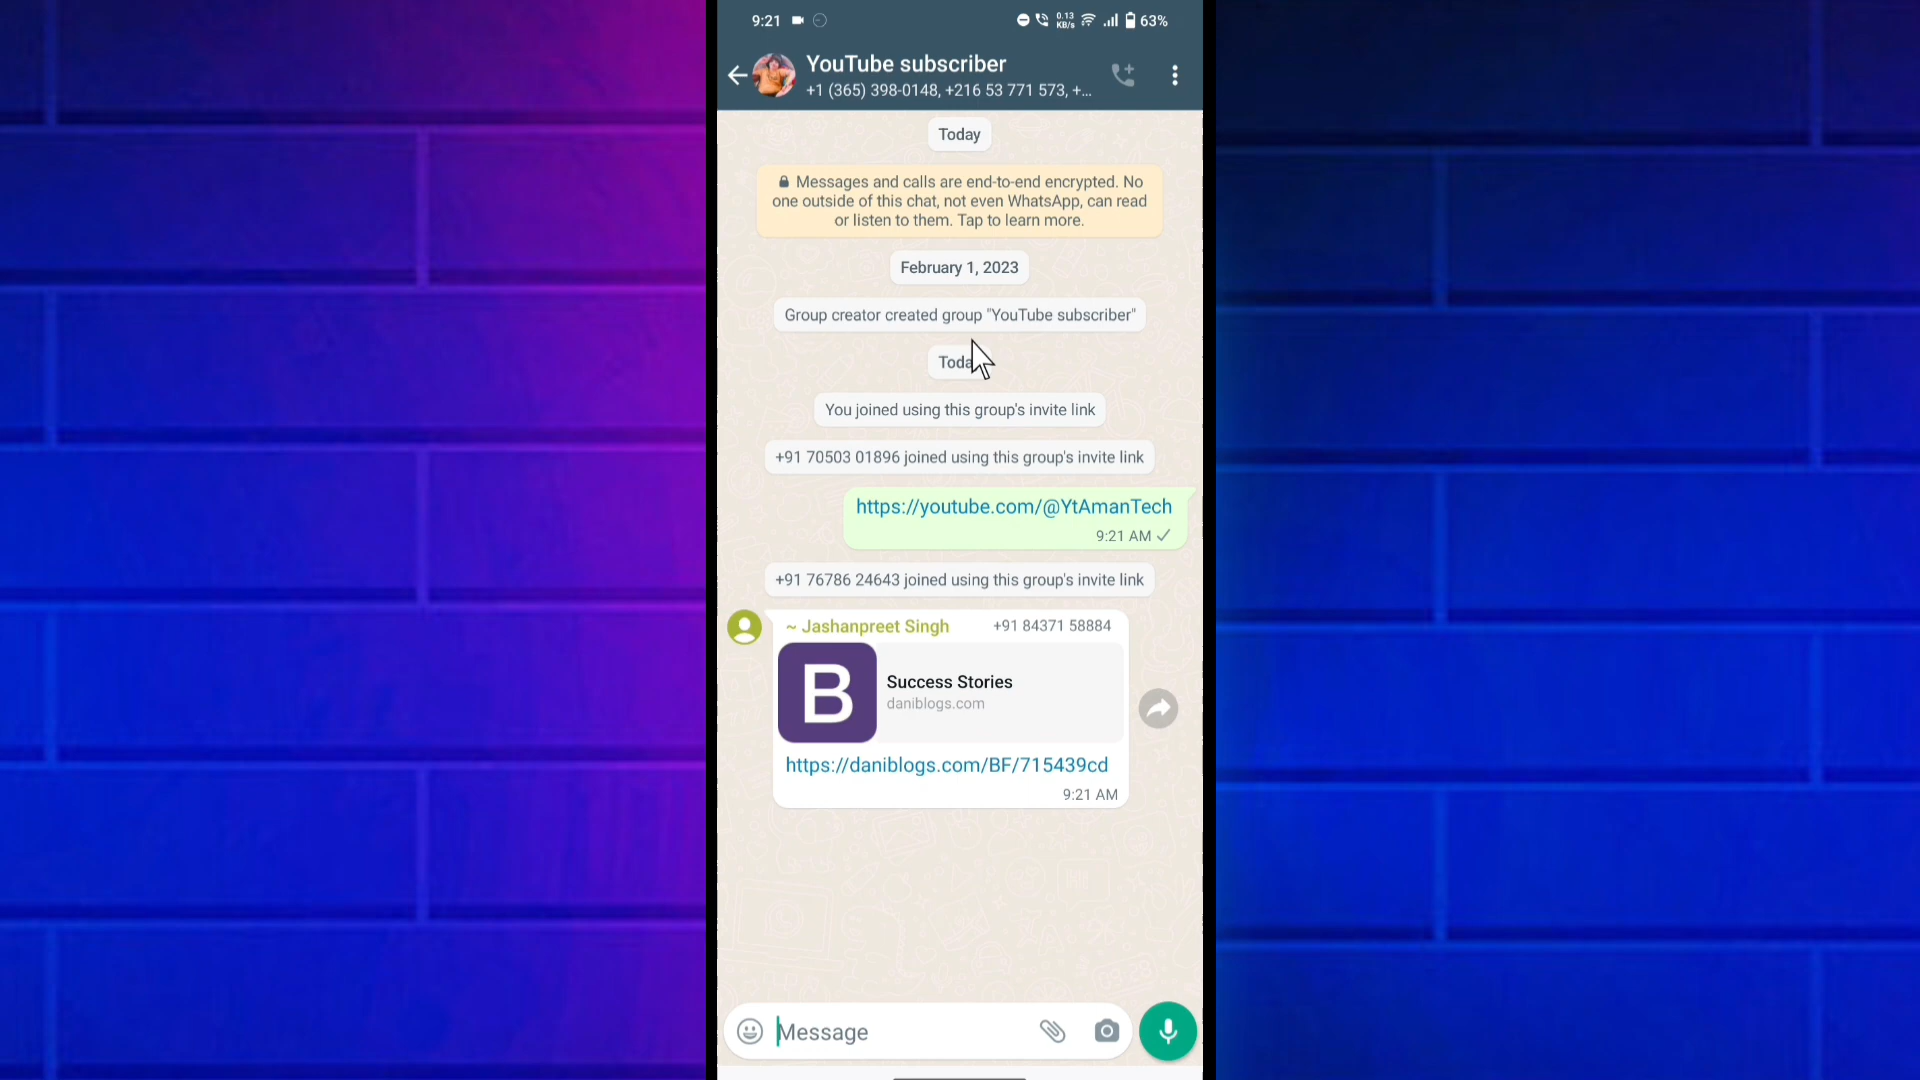 9:21 0.13 KB/s 63%
YouTube subscriber
+1 (365) 398-0148, +216 53 771 573, +...
Today
Messages and calls are end-to-end encrypted. No
one outside of this chat, not even WhatsApp, can read
or listen to them. Tap to learn more.
February 1, 2023
Group creator created group "YouTube subscriber"
Toda
You joined using this group's invite link
+91 70503 01896 joined using this group's invite link
https://youtube.com/@YtAmanTech
9:21 AM
+91 76786 24643 joined using this group's invite link
~ Jashanpreet Singh +91 84371 58884
B
Success Stories
daniblogs.com
https://daniblogs.com/BF/715439cd
9:21 AM
Message